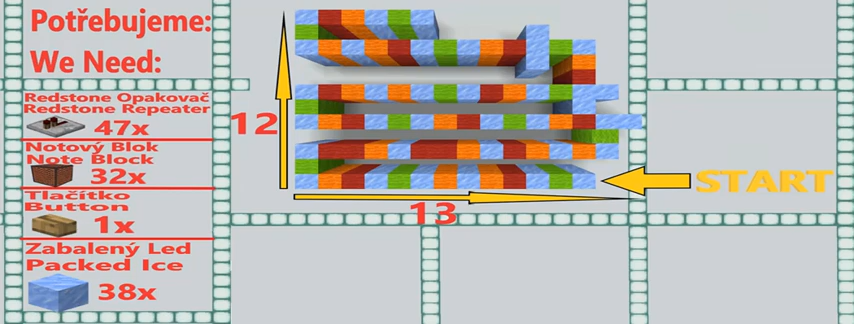 Potřebujeme:
We Need:
Redstone Opakovač
Redstone Repeater
47x
Notový Blok
Note Block
32x
Tlačítko
Button
1x
Zabalený Led
Packed Ice
38x
12
13
START